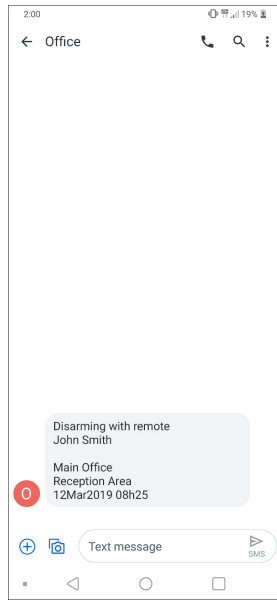 2:00
19%
Office
Disarming with remote
John Smith
Main Office
Reception Area
12Mar2019 08h25
O
Text message
SMS